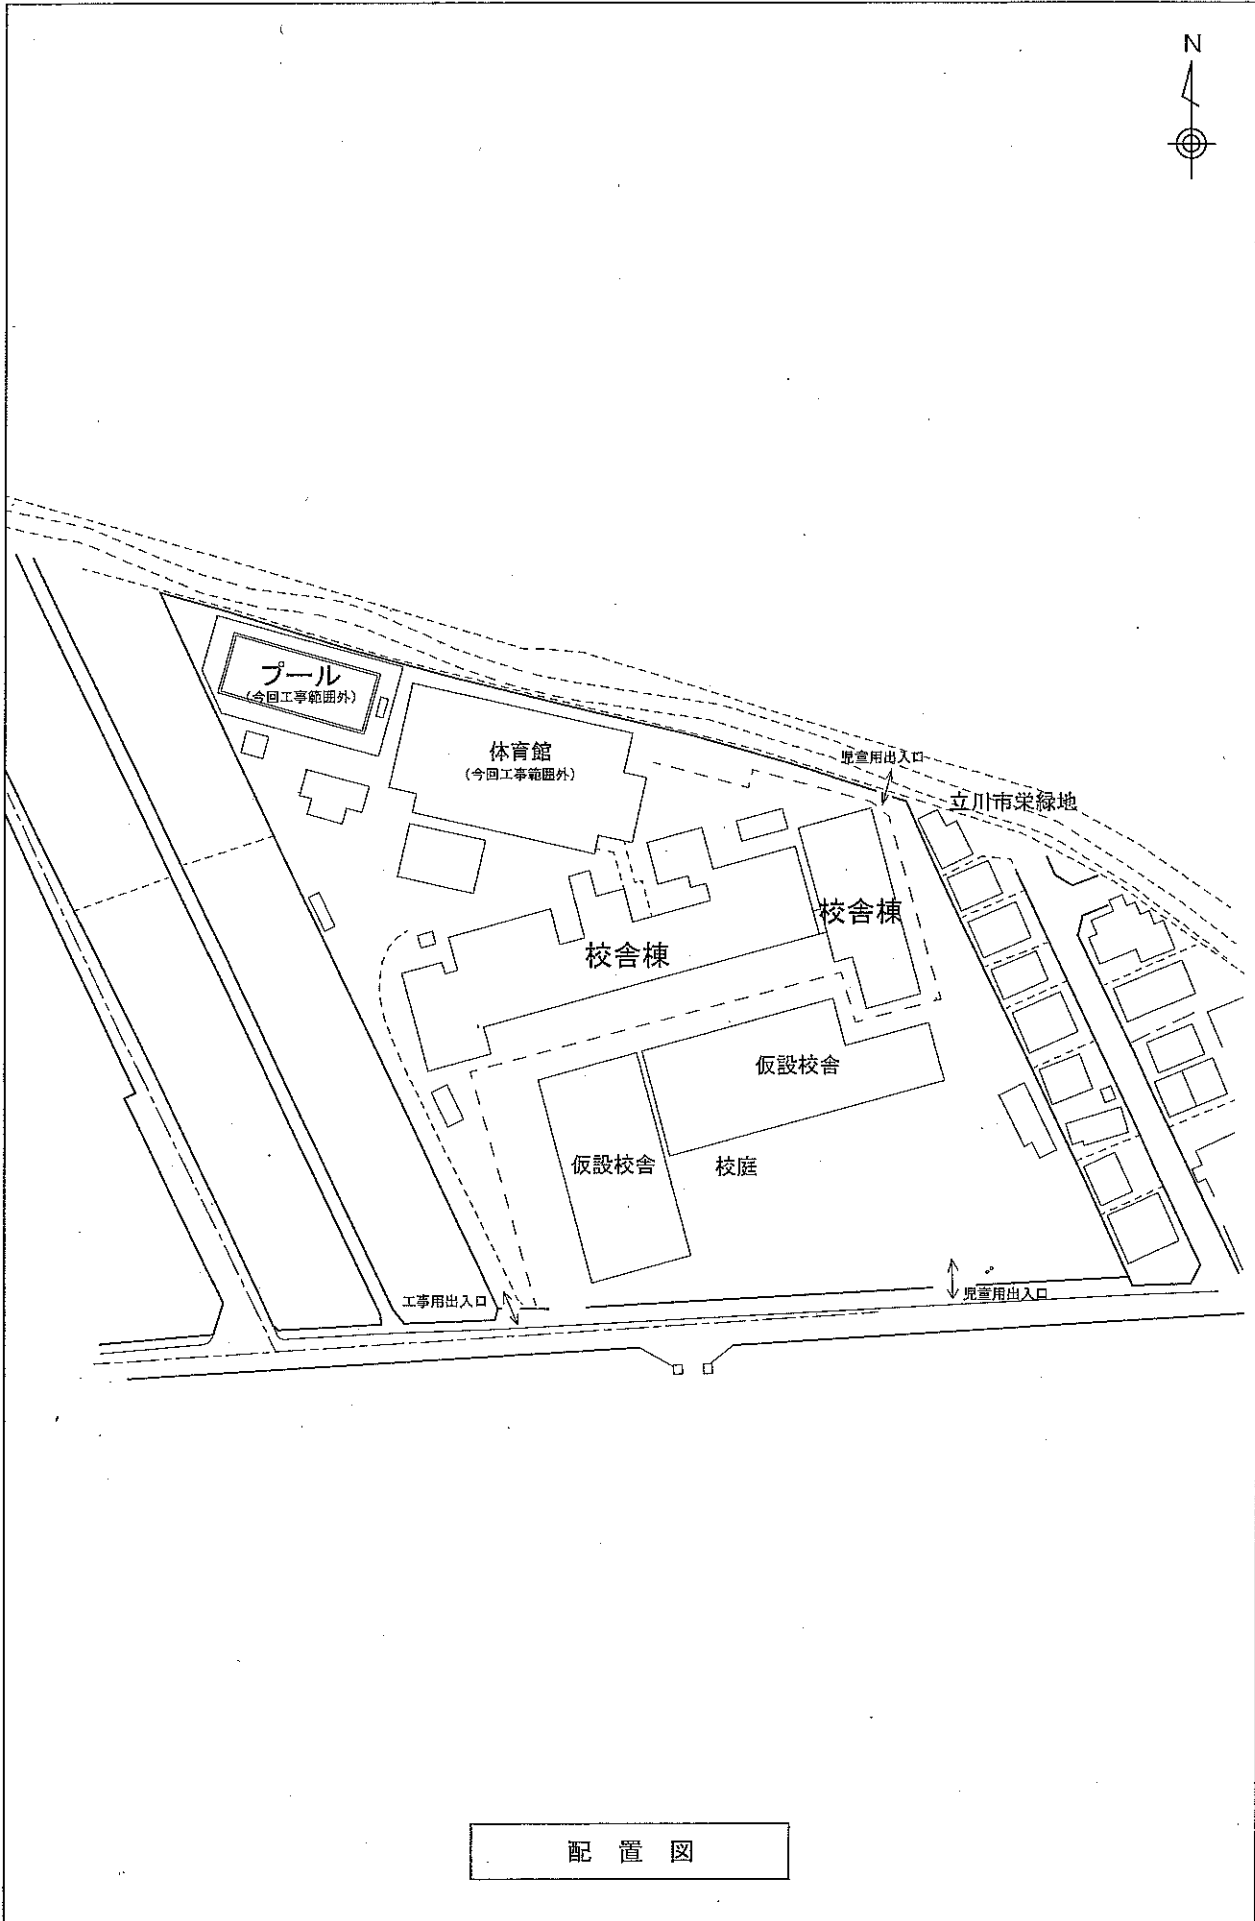 N
プール
(今回工事範囲外)
体育館
(今回工事範囲外)
児童用出入口
立川市栄緑地
校舎棟
校舎棟
仮設校舎
仮設校舎
校庭
工事用出入口
児童用出入口
配置図